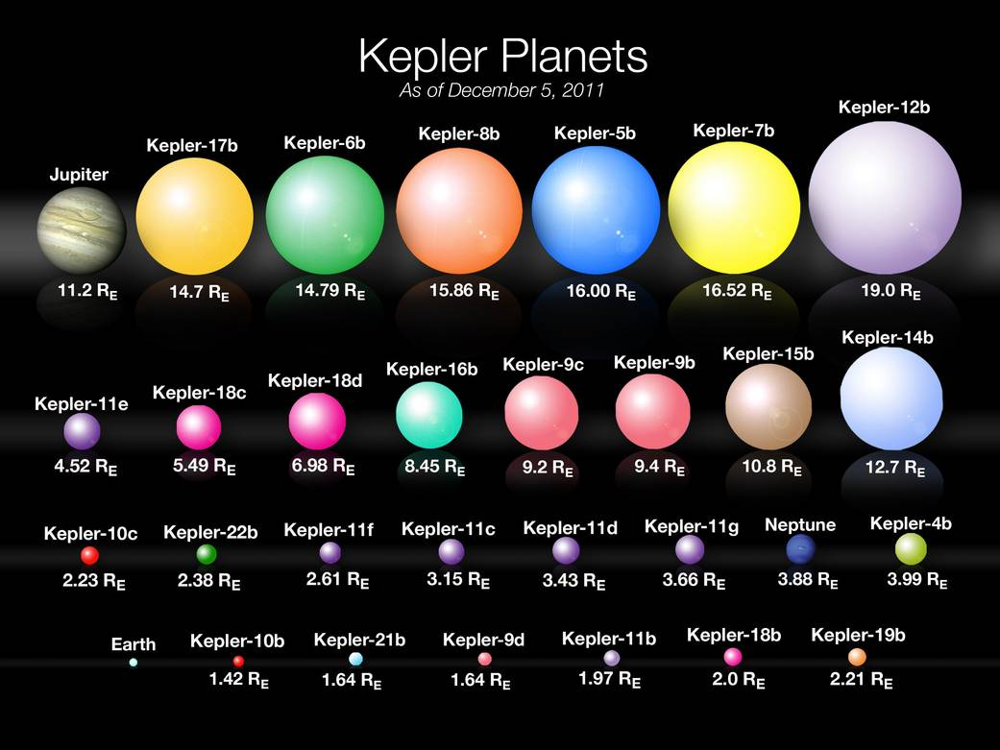 Kepler Planets
As of December 5, 2011
Jupiter Kepler-17b Kepler-6b Kepler-8b Kepler-5b Kepler-7b Kepler-12b
11.2 RE 14.7 RE 14.79 RE 15.86 RE 16.00 RE 16.52 RE 19.0 RE
Kepler-11e Kepler-18c Kepler-18d Kepler-16b Kepler-9c Kepler-9b Kepler-15b Kepler-14b
4.52 RE 5.49 RE 6.98 RE 8.45 RE 9.2 RE 9.4 RE 10.8 RE 12.7 RE
Kepler-10c Kepler-22b Kepler-11f Kepler-11c Kepler-11d Kepler-11g Neptune Kepler-4b
2.23 RE 2.38 RE 2.61 RE 3.15 RE 3.43 RE 3.66 RE 3.88 RE 3.99 RE
Earth Kepler-10b Kepler-21b Kepler-9d Kepler-11b Kepler-18b Kepler-19b
1.42 RE 1.64 RE 1.64 RE 1.97 RE 2.0 RE 2.21 RE